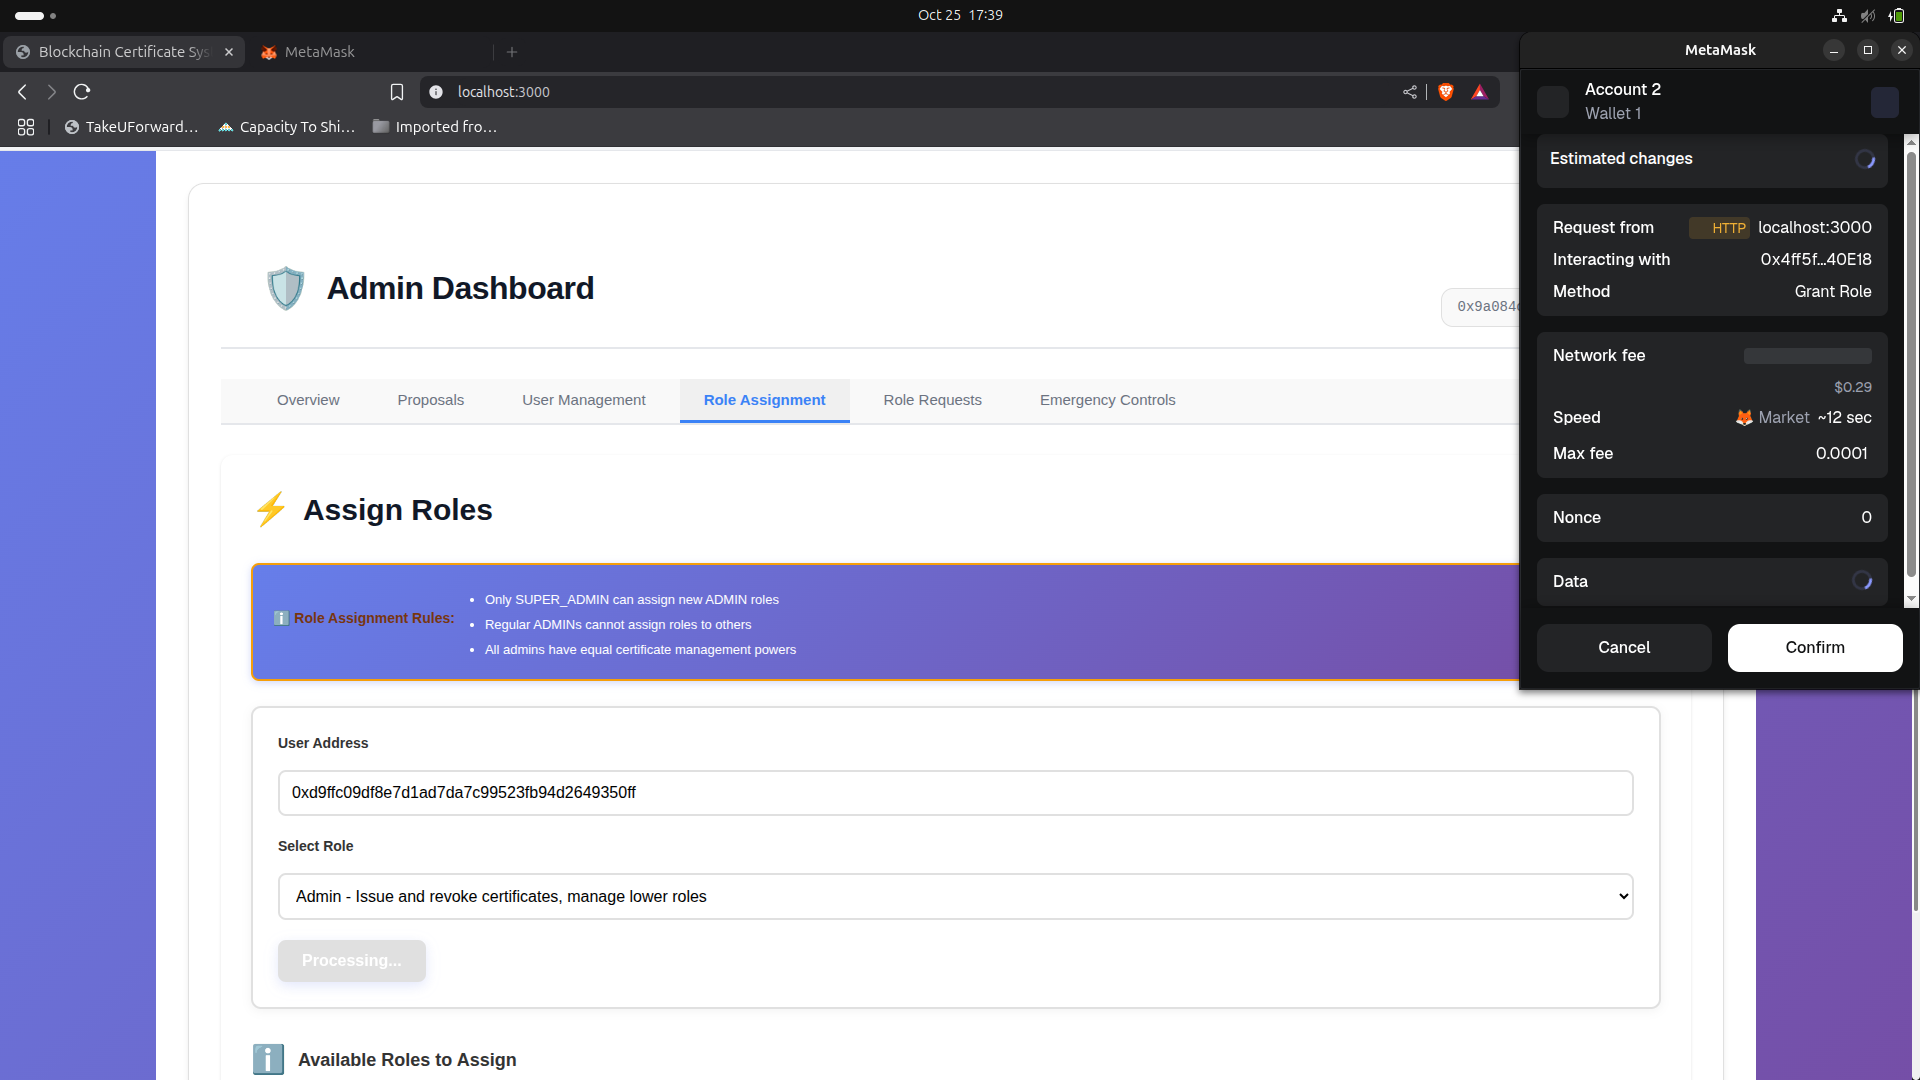 Oct 25 17:39
Blockchain Certificate Sys
MetaMask
localhost:3000
TakeUForward...
Capacity To Shi...
Imported fro...
Admin Dashboard
0x9a084
Overview
Proposals
User Management
Role Assignment
Role Requests
Emergency Controls
Assign Roles
Role Assignment Rules:
• Only SUPER_ADMIN can assign new ADMIN roles
• Regular ADMINs cannot assign roles to others
• All admins have equal certificate management powers
User Address
0xd9ffc09df8e7d1ad7da7c99523fb94d2649350ff
Select Role
Admin - Issue and revoke certificates, manage lower roles
Processing...
Available Roles to Assign
MetaMask
Account 2
Wallet 1
Estimated changes
Request from HTTP localhost:3000
Interacting with 0x4ff5f...40E18
Method Grant Role
Network fee
$0.29
Speed Market ~12 sec
Max fee 0.0001
Nonce 0
Data
Cancel
Confirm